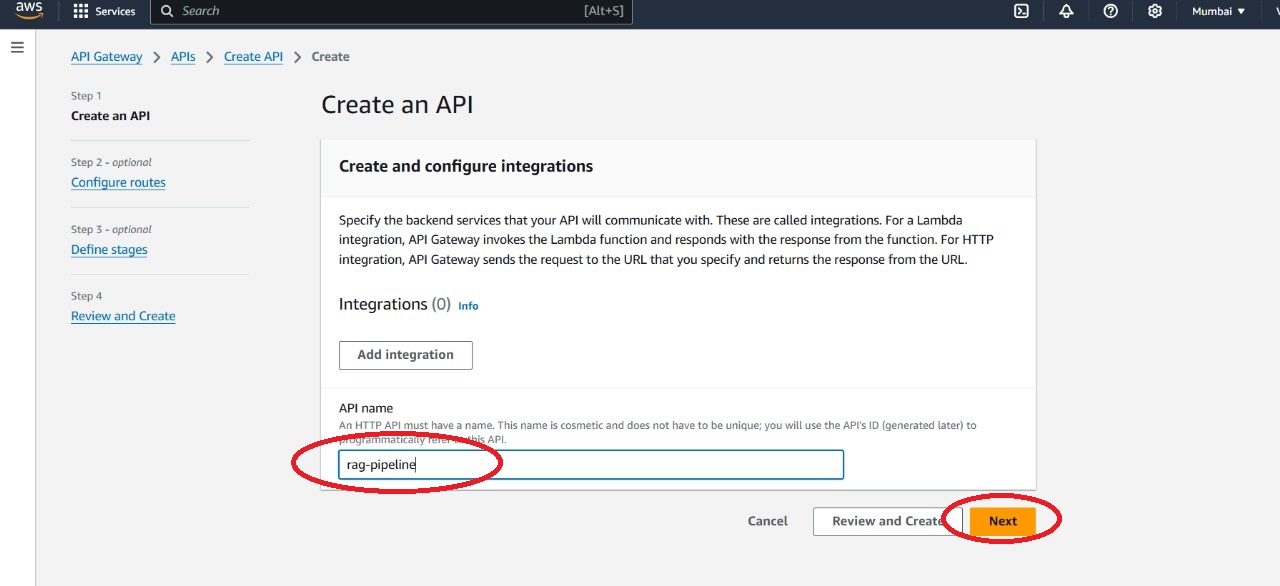 aws
Services
Search
[Alt+S]
Mumbai
API Gateway > APIs > Create API > Create
Step 1
Create an API
Step 2 - optional
Configure routes
Step 3 - optional
Define stages
Step 4
Review and Create
Create an API
Create and configure integrations
Specify the backend services that your API will communicate with. These are called integrations. For a Lambda
integration, API Gateway invokes the Lambda function and responds with the response from the function. For HTTP
integration, API Gateway sends the request to the URL that you specify and returns the response from the URL.
Integrations (0) Info
Add integration
API name
An HTTP API must have a name. This name is cosmetic and does not have to be unique; you will use the API's ID (generated later) to
programmatically refer to this API.
rag-pipeline
Cancel
Review and Create
Next